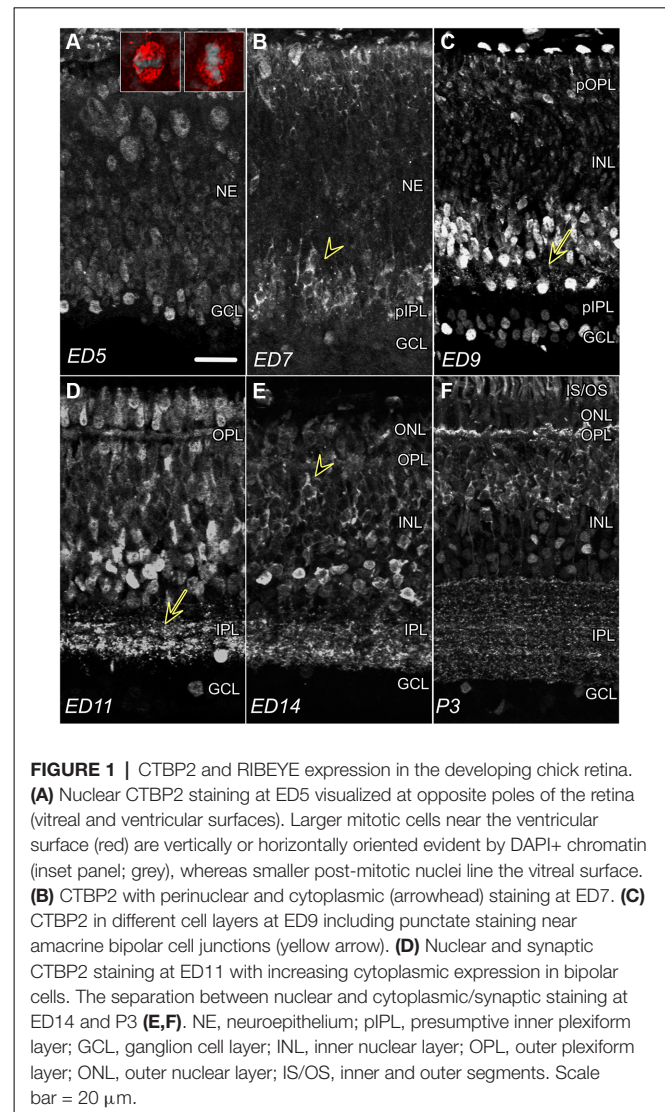 A
B
C
NE
GCL
ED5
NE
pIPL
GCL
ED7
pOPL
INL
pIPL
GCL
ED9
D
E
F
OPL
IPL
GCL
ED11
ONL
OPL
INL
IPL
GCL
ED14
IS/OS
ONL
OPL
INL
IPL
GCL
P3
FIGURE 1 | CTBP2 and RIBEYE expression in the developing chick retina.
(A) Nuclear CTBP2 staining at ED5 visualized at opposite poles of the retina
(vitreal and ventricular surfaces). Larger mitotic cells near the ventricular
surface (red) are vertically or horizontally oriented evident by DAPI+ chromatin
(inset panel; grey), whereas smaller post-mitotic nuclei line the vitreal surface.
(B) CTBP2 with perinuclear and cytoplasmic (arrowhead) staining at ED7. (C)
CTBP2 in different cell layers at ED9 including punctate staining near
amacrine bipolar cell junctions (yellow arrow). (D) Nuclear and synaptic
CTBP2 staining at ED11 with increasing cytoplasmic expression in bipolar
cells. The separation between nuclear and cytoplasmic/synaptic staining at
ED14 and P3 (E,F). NE, neuroepithelium; pIPL, presumptive inner plexiform
layer; GCL, ganglion cell layer; INL, inner nuclear layer; OPL, outer plexiform
layer; ONL, outer nuclear layer; IS/OS, inner and outer segments. Scale
bar = 20 μm.